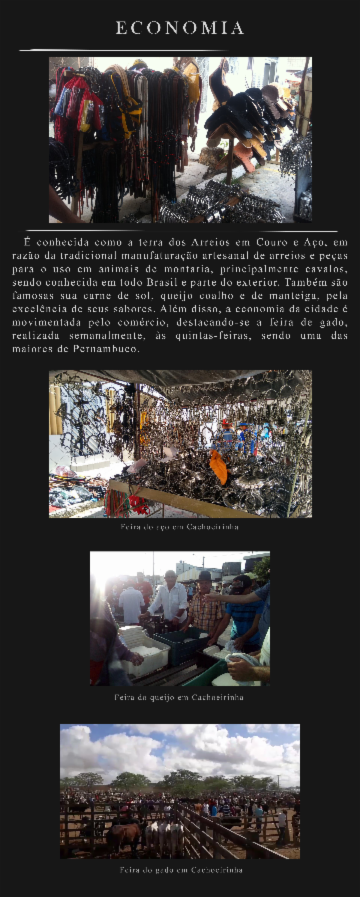 ECONOMIA
É conhecida como a terra dos Arreios em Couro e Aço, em
razão da tradicional manufaturação artesanal de arreios e peças
para o uso em animais de montaria, principalmente cavalos,
sendo conhecida em todo Brasil e parte do exterior. Também são
famosas sua carne de sol, queijo coalho e de manteiga, pela
excelência de seus sabores. Além disso, a economia da cidade é
movimentada pelo comércio, destacando-se a feira de gado,
realizada semanalmente, às quintas-feiras, sendo uma das
maiores de Pernambuco.
Feira do aço em Cachoeirinha
Feira do queijo em Cachoeirinha
Feira do gado em Cachoeirinha